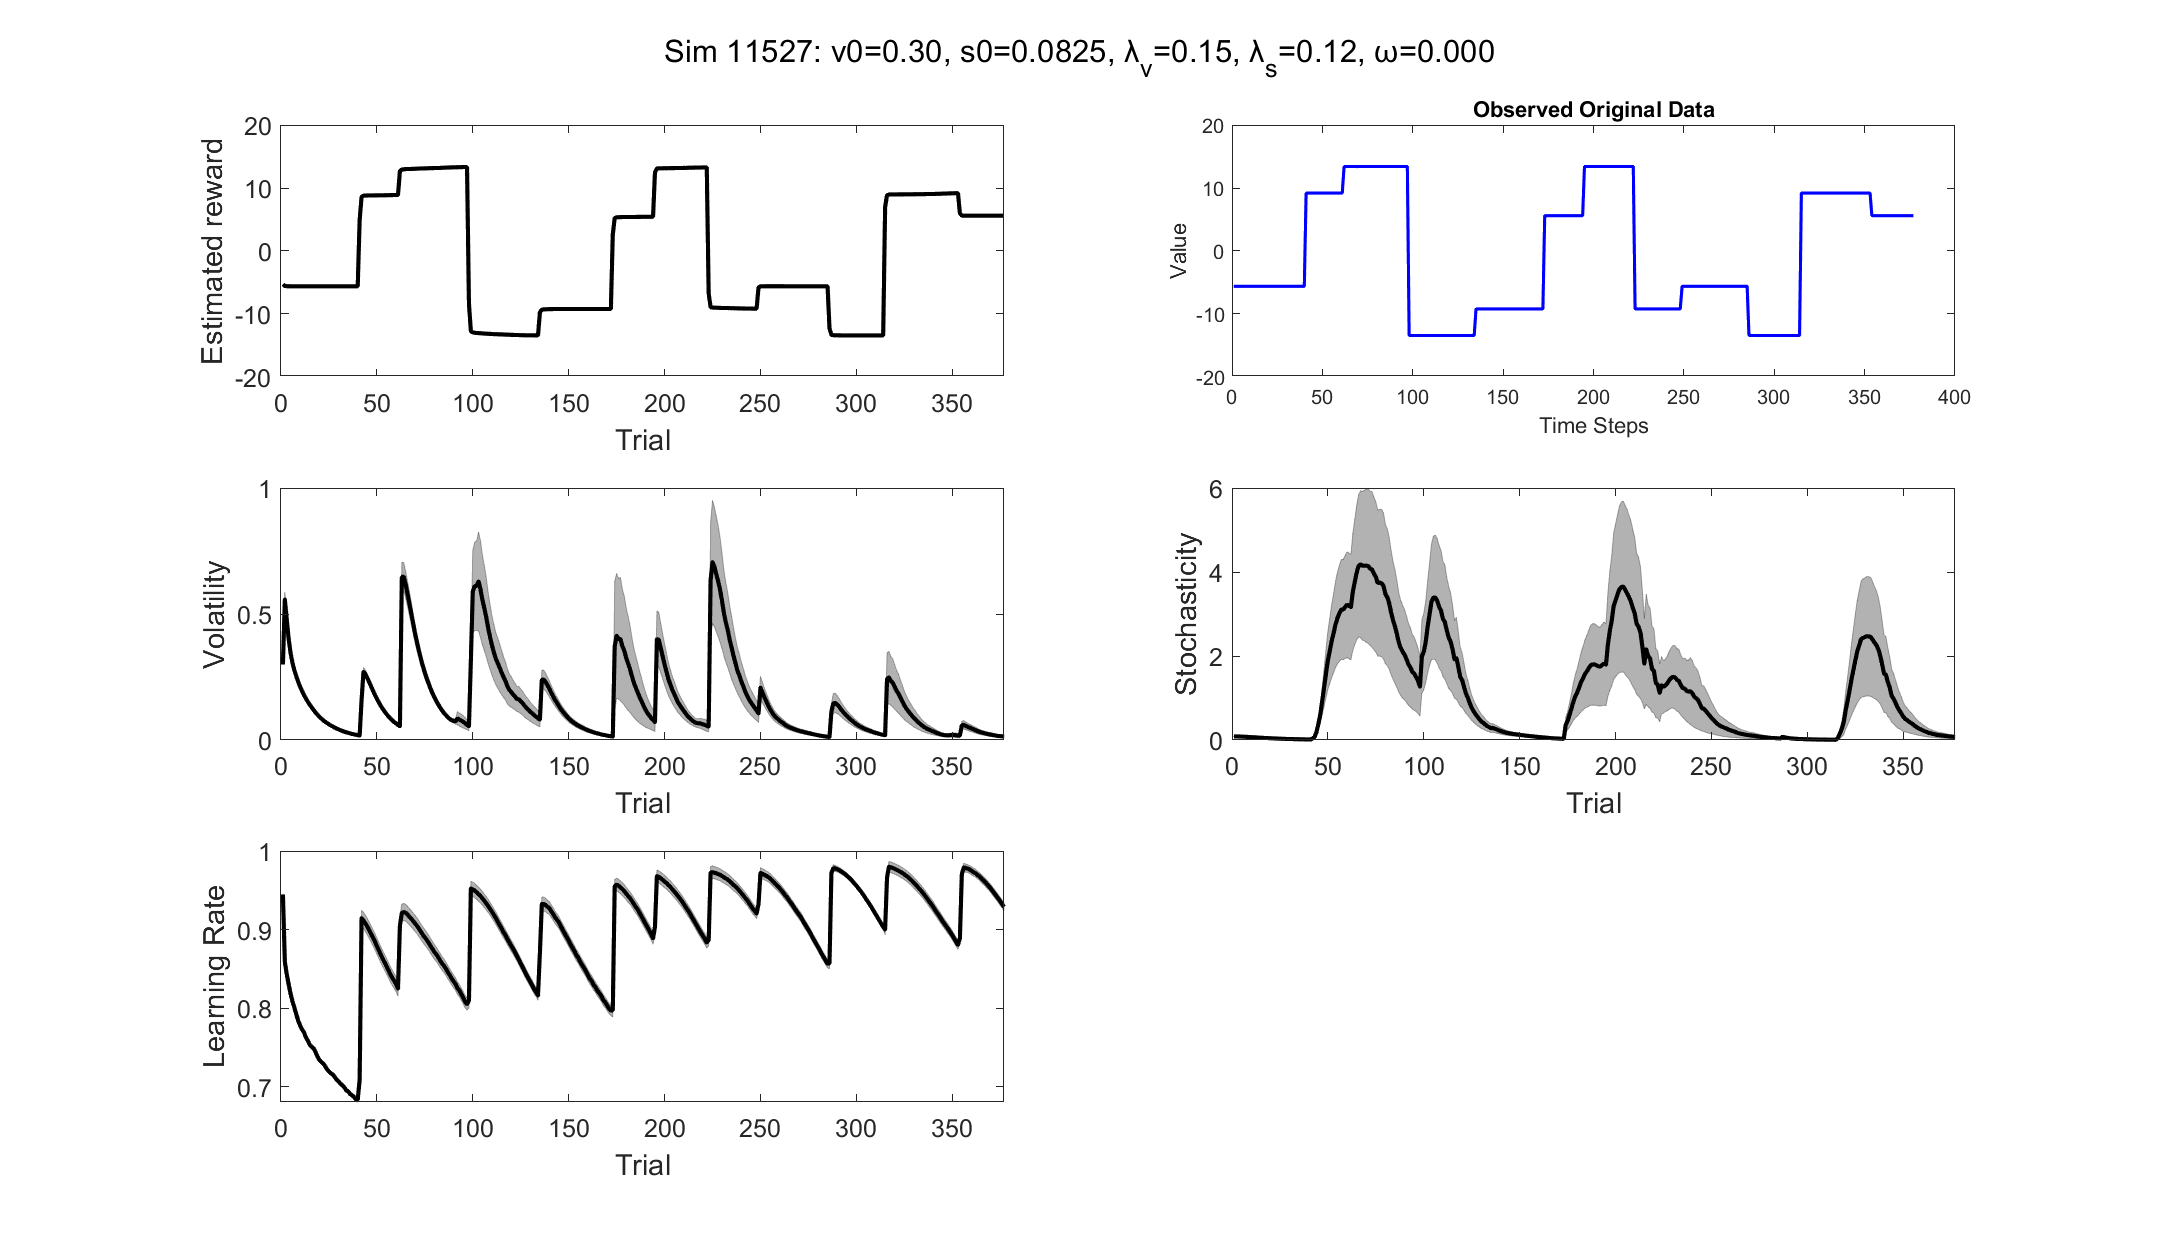 Sim 11527: v0=0.30, s0=0.0825, λ_v=0.15, λ_s=0.12, ω=0.000
Estimated reward
20
10
0
-10
-20
0 50 100 150 200 250 300 350
Trial
Observed Original Data
Value
20
10
0
-10
-20
0 50 100 150 200 250 300 350 400
Time Steps
Volatility
1
0.5
0
0 50 100 150 200 250 300 350
Trial
Stochasticity
6
4
2
0
0 50 100 150 200 250 300 350
Trial
Learning Rate
1
0.9
0.8
0.7
0 50 100 150 200 250 300 350
Trial